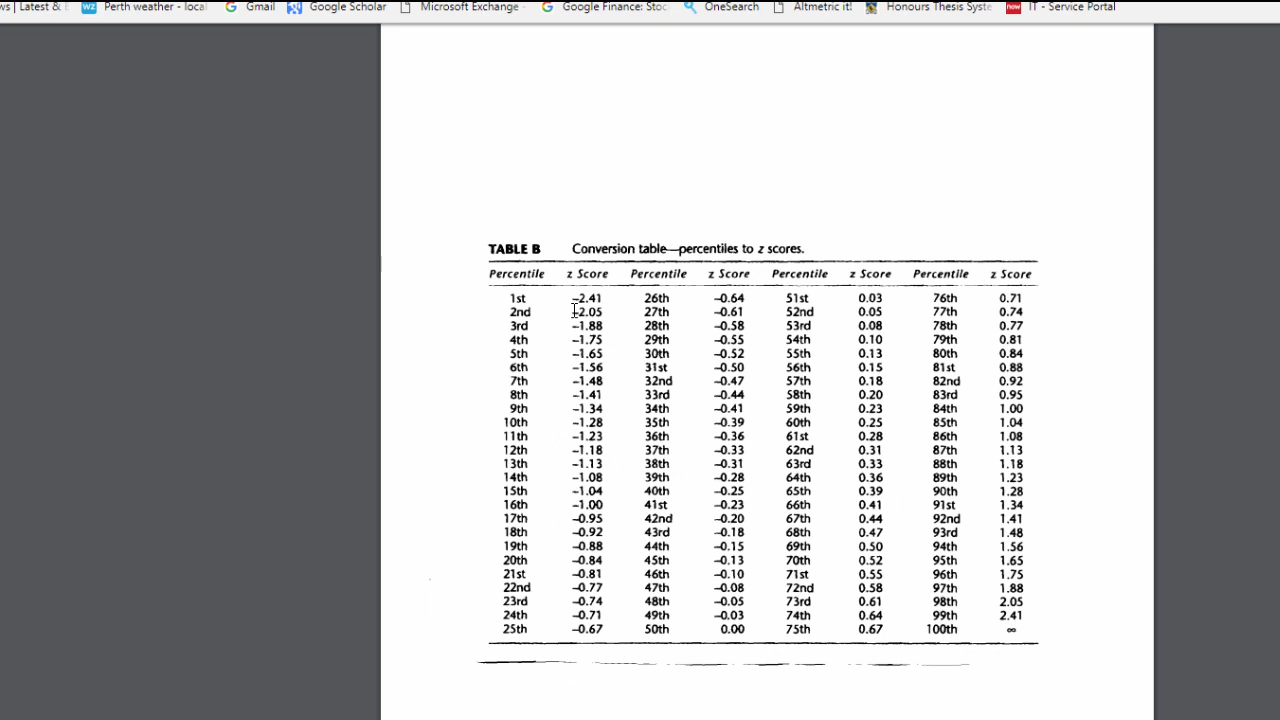 ws | Latest & Perth weather - local Gmail Google Scholar Microsoft Exchange - Google Finance: Stoc OneSearch Altmetric it! Honours Thesis Syste now IT - Service Portal
TABLE B Conversion table—percentiles to z scores.
Percentile z Score Percentile z Score Percentile z Score Percentile z Score
1st −2.41 26th −0.64 51st 0.03 76th 0.71
2nd −2.05 27th −0.61 52nd 0.05 77th 0.74
3rd −1.88 28th −0.58 53rd 0.08 78th 0.77
4th −1.75 29th −0.55 54th 0.10 79th 0.81
5th −1.65 30th −0.52 55th 0.13 80th 0.84
6th −1.56 31st −0.50 56th 0.15 81st 0.88
7th −1.48 32nd −0.47 57th 0.18 82nd 0.92
8th −1.41 33rd −0.44 58th 0.20 83rd 0.95
9th −1.34 34th −0.41 59th 0.23 84th 1.00
10th −1.28 35th −0.39 60th 0.25 85th 1.04
11th −1.23 36th −0.36 61st 0.28 86th 1.08
12th −1.18 37th −0.33 62nd 0.31 87th 1.13
13th −1.13 38th −0.31 63rd 0.33 88th 1.18
14th −1.08 39th −0.28 64th 0.36 89th 1.23
15th −1.04 40th −0.25 65th 0.39 90th 1.28
16th −1.00 41st −0.23 66th 0.41 91st 1.34
17th −0.95 42nd −0.20 67th 0.44 92nd 1.41
18th −0.92 43rd −0.18 68th 0.47 93rd 1.48
19th −0.88 44th −0.15 69th 0.50 94th 1.56
20th −0.84 45th −0.13 70th 0.52 95th 1.65
21st −0.81 46th −0.10 71st 0.55 96th 1.75
22nd −0.77 47th −0.08 72nd 0.58 97th 1.88
23rd −0.74 48th −0.05 73rd 0.61 98th 2.05
24th −0.71 49th −0.03 74th 0.64 99th 2.41
25th −0.67 50th 0.00 75th 0.67 100th ∞